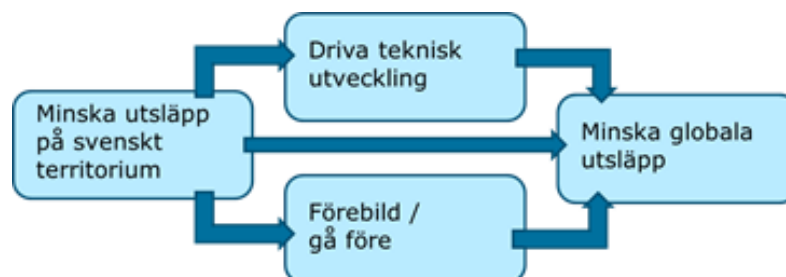 Driva teknisk
utveckling
Minska utsläpp
på svenskt
territorium
Minska globala
utsläpp
Förebild /
gå före